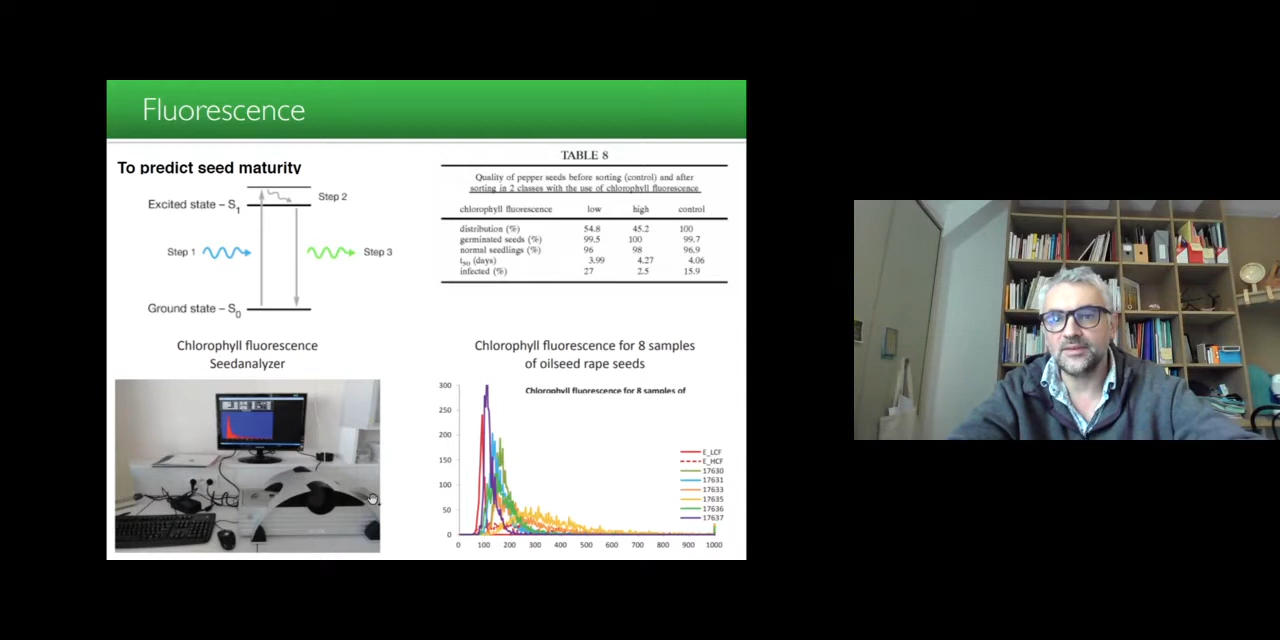 Fluorescence
To predict seed maturity
Excited state – S1
Step 2
Step 1
Step 3
Ground state – S0
TABLE 8
Quality of pepper seeds before sorting (control) and after
sorting in 2 classes with the use of chlorophyll fluorescence
chlorophyll fluorescence low high control
distribution (%) 54.8 45.2 100
germinated seeds (%) 99.5 100 99.7
normal seedlings (%) 96 98 96.9
t50 (days) 3.99 4.27 4.06
infected (%) 27 2.5 15.9
Chlorophyll fluorescence
Seedanalyzer
Chlorophyll fluorescence for 8 samples
of oilseed rape seeds
Chlorophyll fluorescence for 8 samples of
300
250
200
150
100
50
0
0 100 200 300 400 500 600 700 800 900 1000
E_LCF
E_HCF
17630
17631
17633
17635
17636
17637